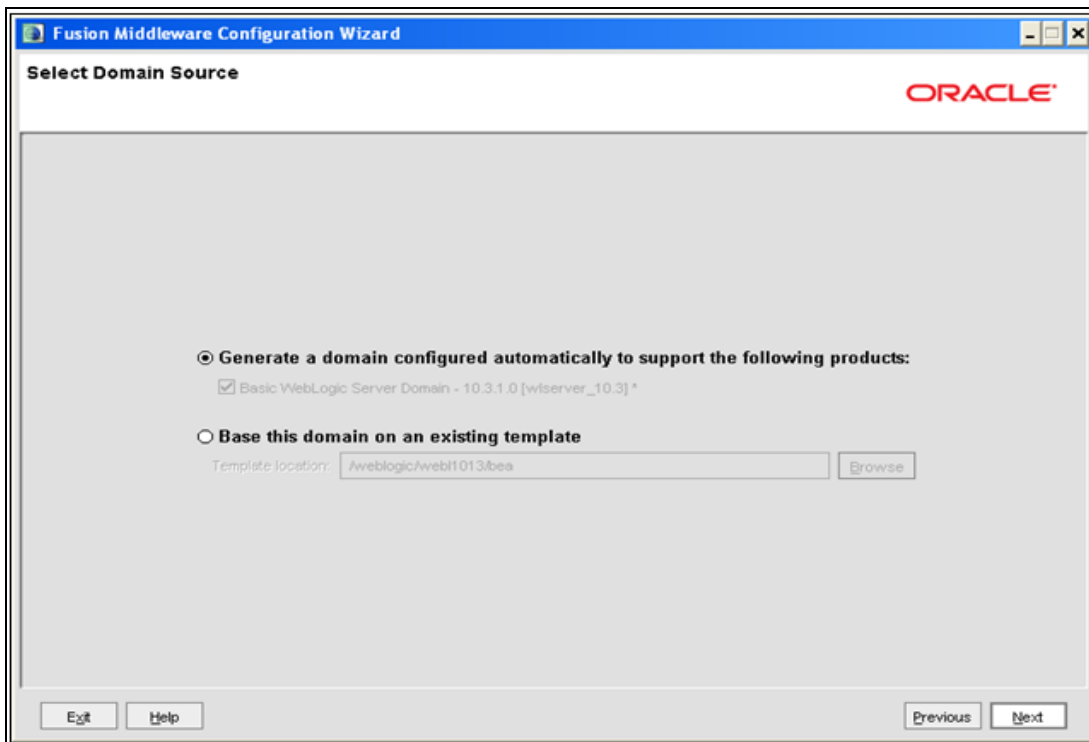 Fusion Middleware Configuration Wizard
Select Domain Source
ORACLE
Generate a domain configured automatically to support the following products:
Basic WebLogic Server Domain - 10.3.1.0 [wlserver_10.3] *
Base this domain on an existing template
Template location: /weblogic/webl1013/bea Browse
Exit Help Previous Next